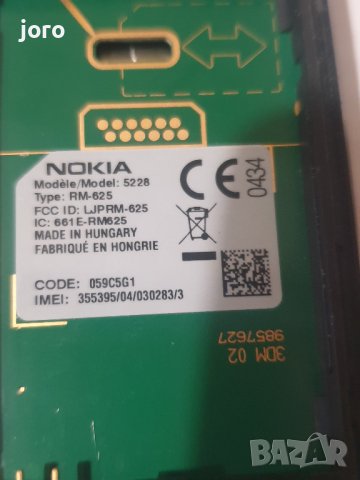 joro
NOKIA
Modèle/Model: 5228
Type: RM-625
FCC ID: LJPRM-625
IC: 661E-RM625
MADE IN HUNGARY
FABRIQUÉ EN HONGRIE
CE 0434
CODE: 059C5G1
IMEI: 355395/04/030283/3
3DM 02
9857627
BAZAR